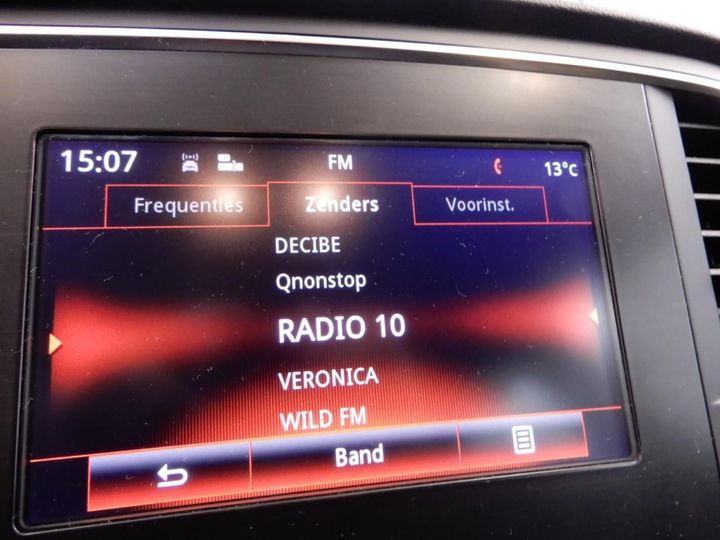 15:07 FM 13°C
Frequenties Zenders Voorinst.
DECIBE
Qnonstop
RADIO 10
VERONICA
WILD FM
Band